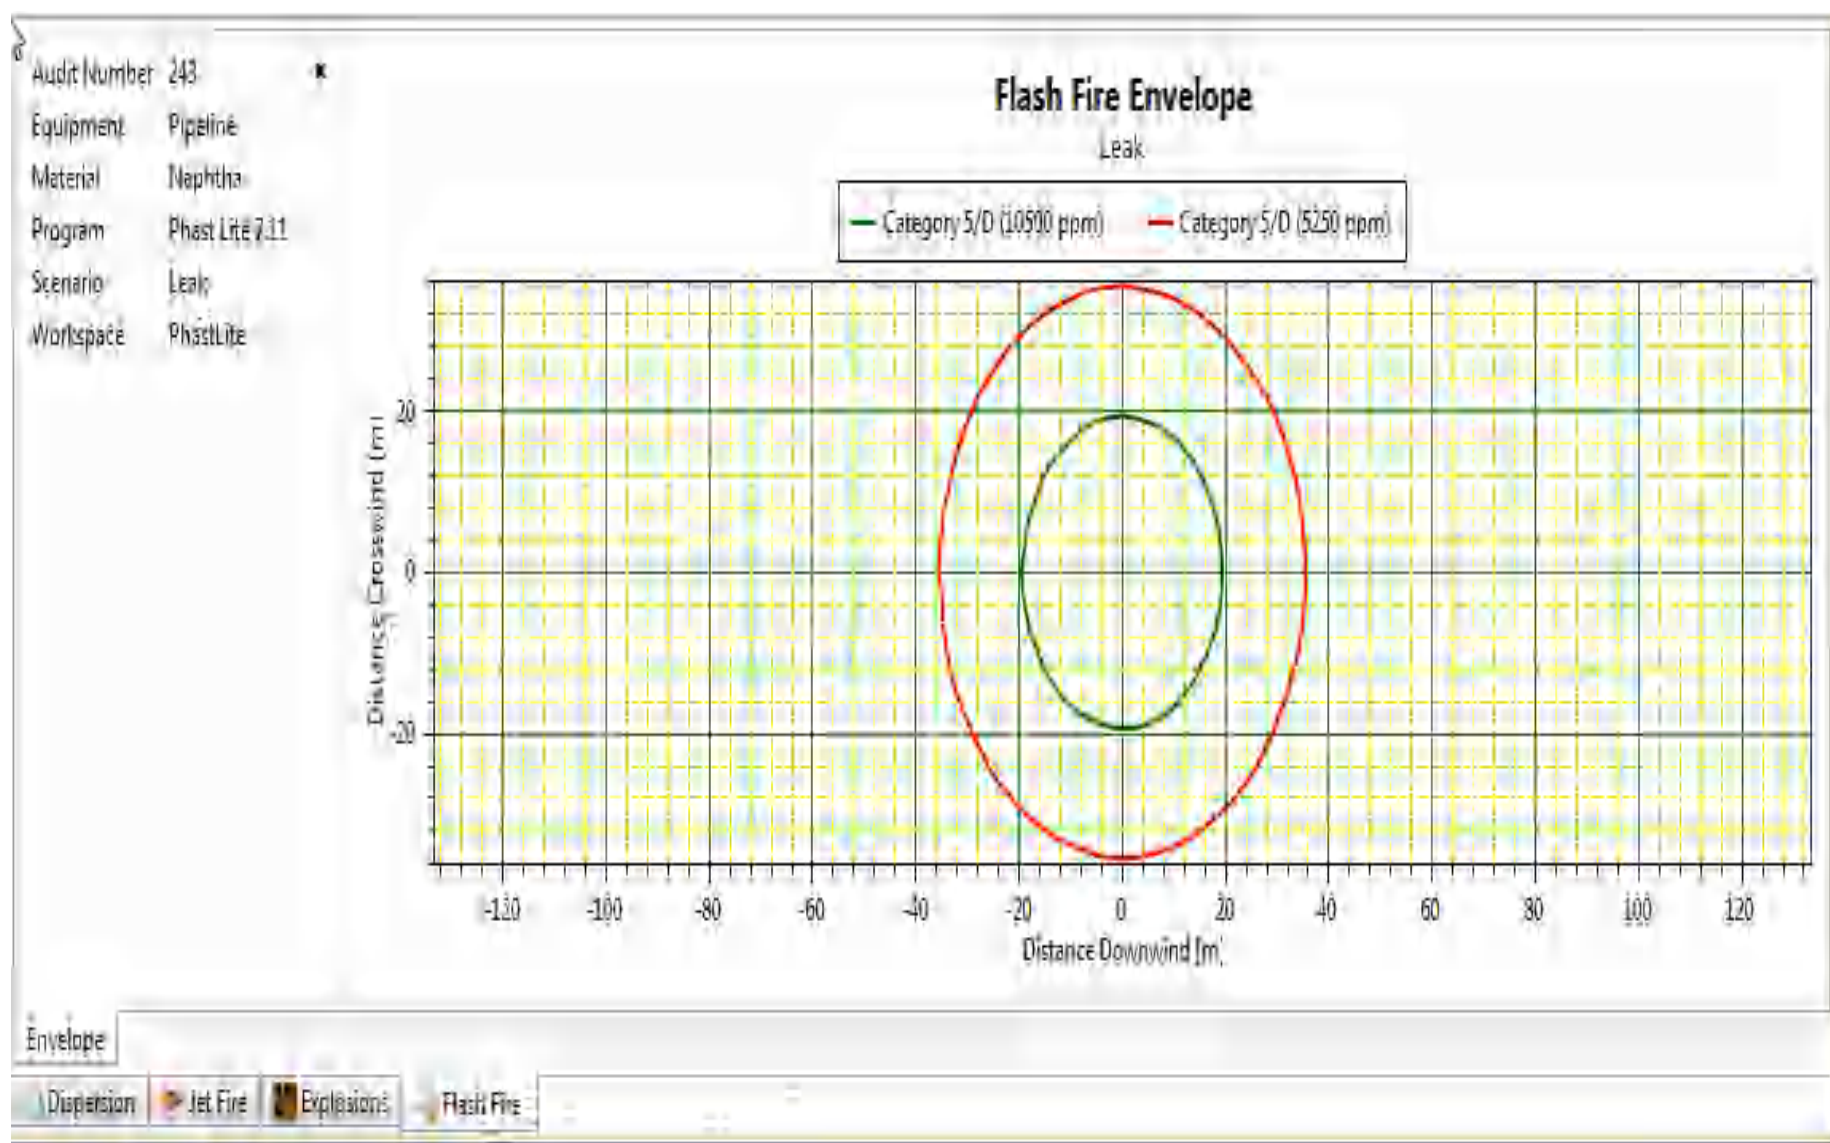 Audit Number 243
Equipment Pipeline
Material Naphtha
Program Phast Lite 7.11
Scenario Leak
Workspace PhastLite
Flash Fire Envelope
Leak
Category 5/D (10500 ppm) Category 5/D (5250 ppm)
Distance Crosswind [m]
20
0
-20
-120 -100 -80 -60 -40 -20 0 20 40 60 80 100 120
Distance Downwind [m]
Envelope
Dispersion Jet Fire Explosions Flash Fire